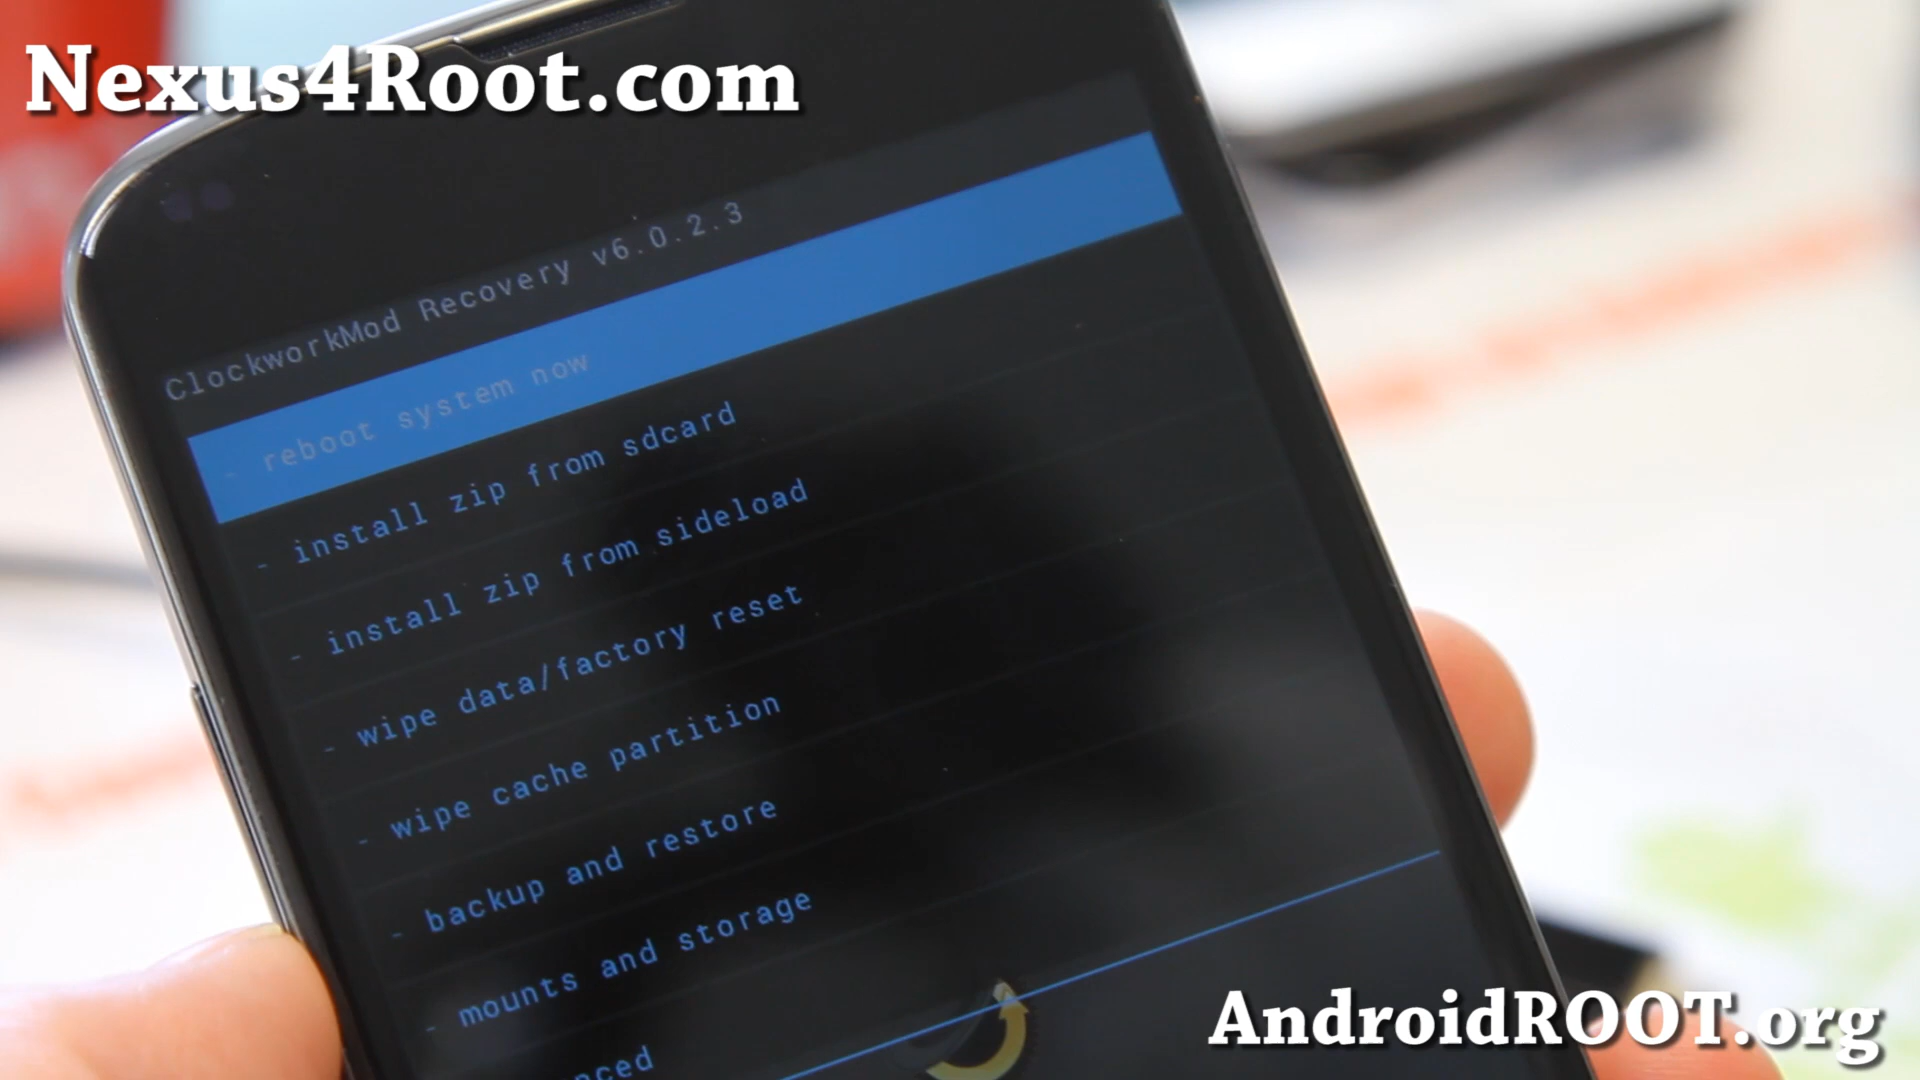 Nexus4Root.com
ClockworkMod Recovery v6.0.2.3
- reboot system now
- install zip from sdcard
- install zip from sideload
- wipe data/factory reset
- wipe cache partition
- backup and restore
- mounts and storage
AndroidROOT.org